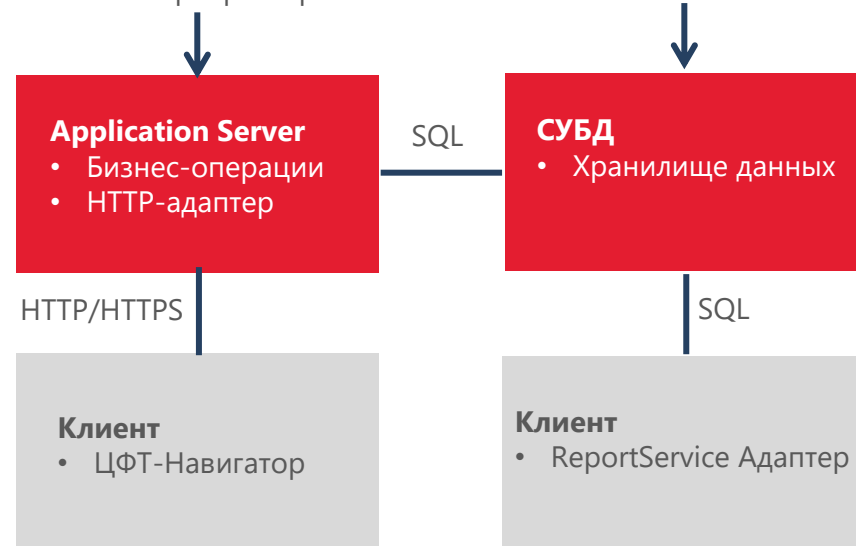 Application Server
• Бизнес-операции
• HTTP-адаптер
SQL
СУБД
• Хранилище данных
HTTP/HTTPS
SQL
Клиент
• ЦФТ-Навигатор
Клиент
• ReportService Адаптер